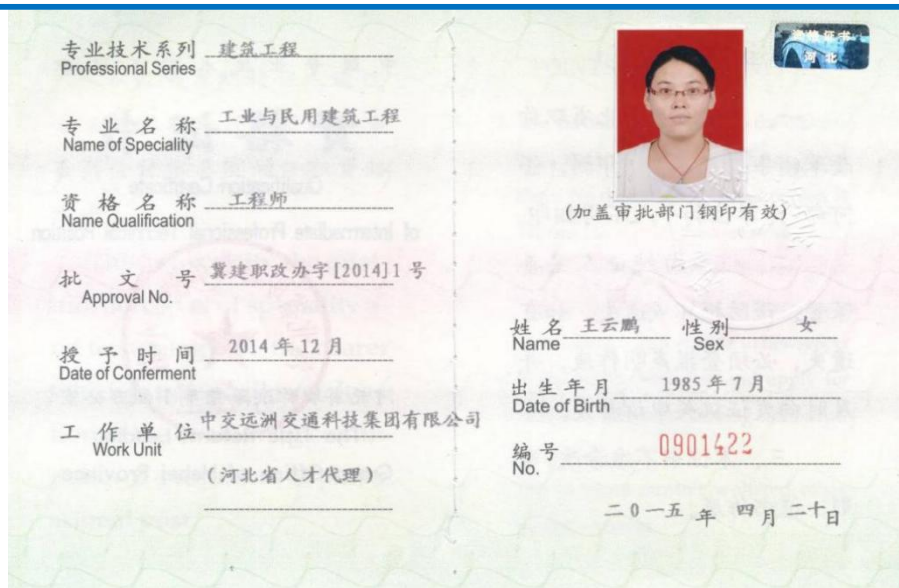 专业技术系列 建筑工程
Professional Series
专业名称 工业与民用建筑工程
Name of Speciality
资格名称 工程师
Name Qualification
批文号 冀建职改办字[2014]1号
Approval No.
授予时间 2014年12月
Date of Conferment
工作单位 中交远洲交通科技集团有限公司
Work Unit
(河北省人才代理)
资格证书
河北
(加盖审批部门钢印有效)
姓名 王云鹏 性别 女
Name Sex
出生年月 1985年7月
Date of Birth
编号 0901422
No.
二0一五年四月二十日